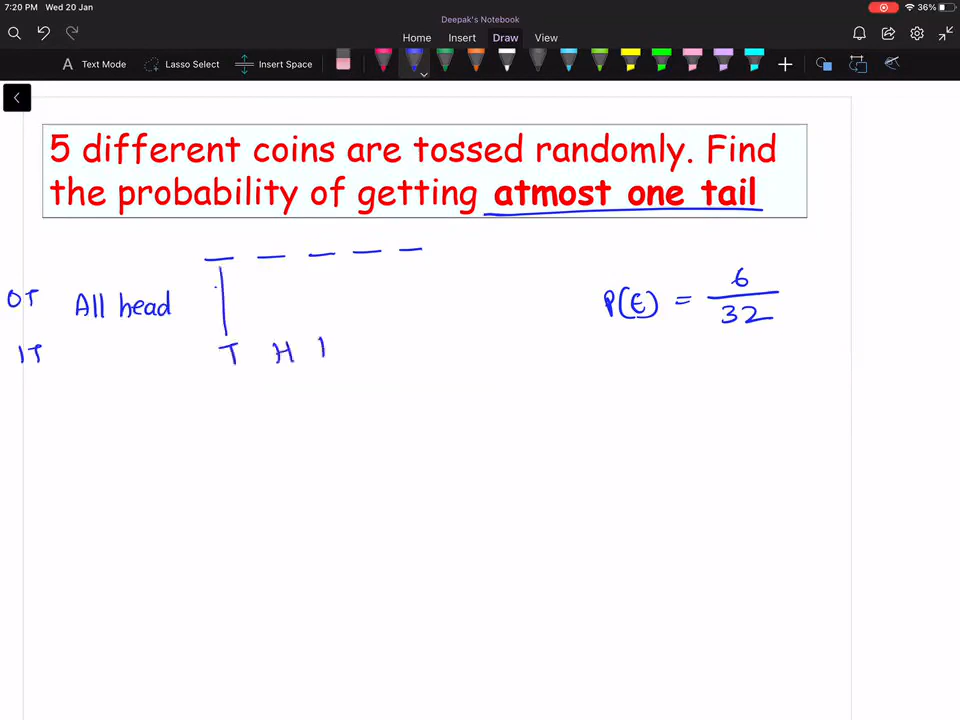 7:20 PM Wed 20 Jan
36%
Deepak's Notebook
Home Insert Draw View
A Text Mode Lasso Select Insert Space
5 different coins are tossed randomly. Find
the probability of getting atmost one tail
0T All head
P(E) = 6/32
1T T H I